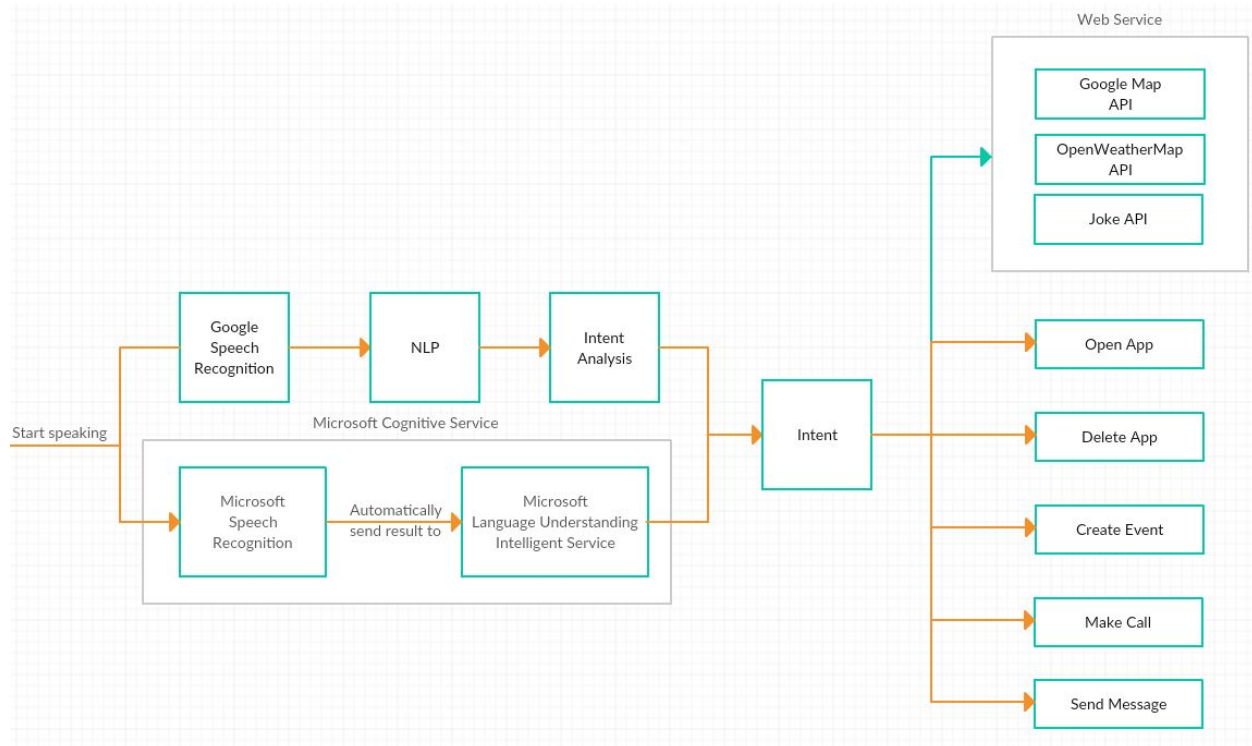 Web Service
Google Map
API
OpenWeatherMap
API
Joke API
Google
Speech
Recognition
NLP
Intent
Analysis
Open App
Start speaking
Microsoft Cognitive Service
Intent
Delete App
Microsoft
Speech
Recognition
Automatically
send result to
Microsoft
Language Understanding
Intelligent Service
Create Event
Make Call
Send Message